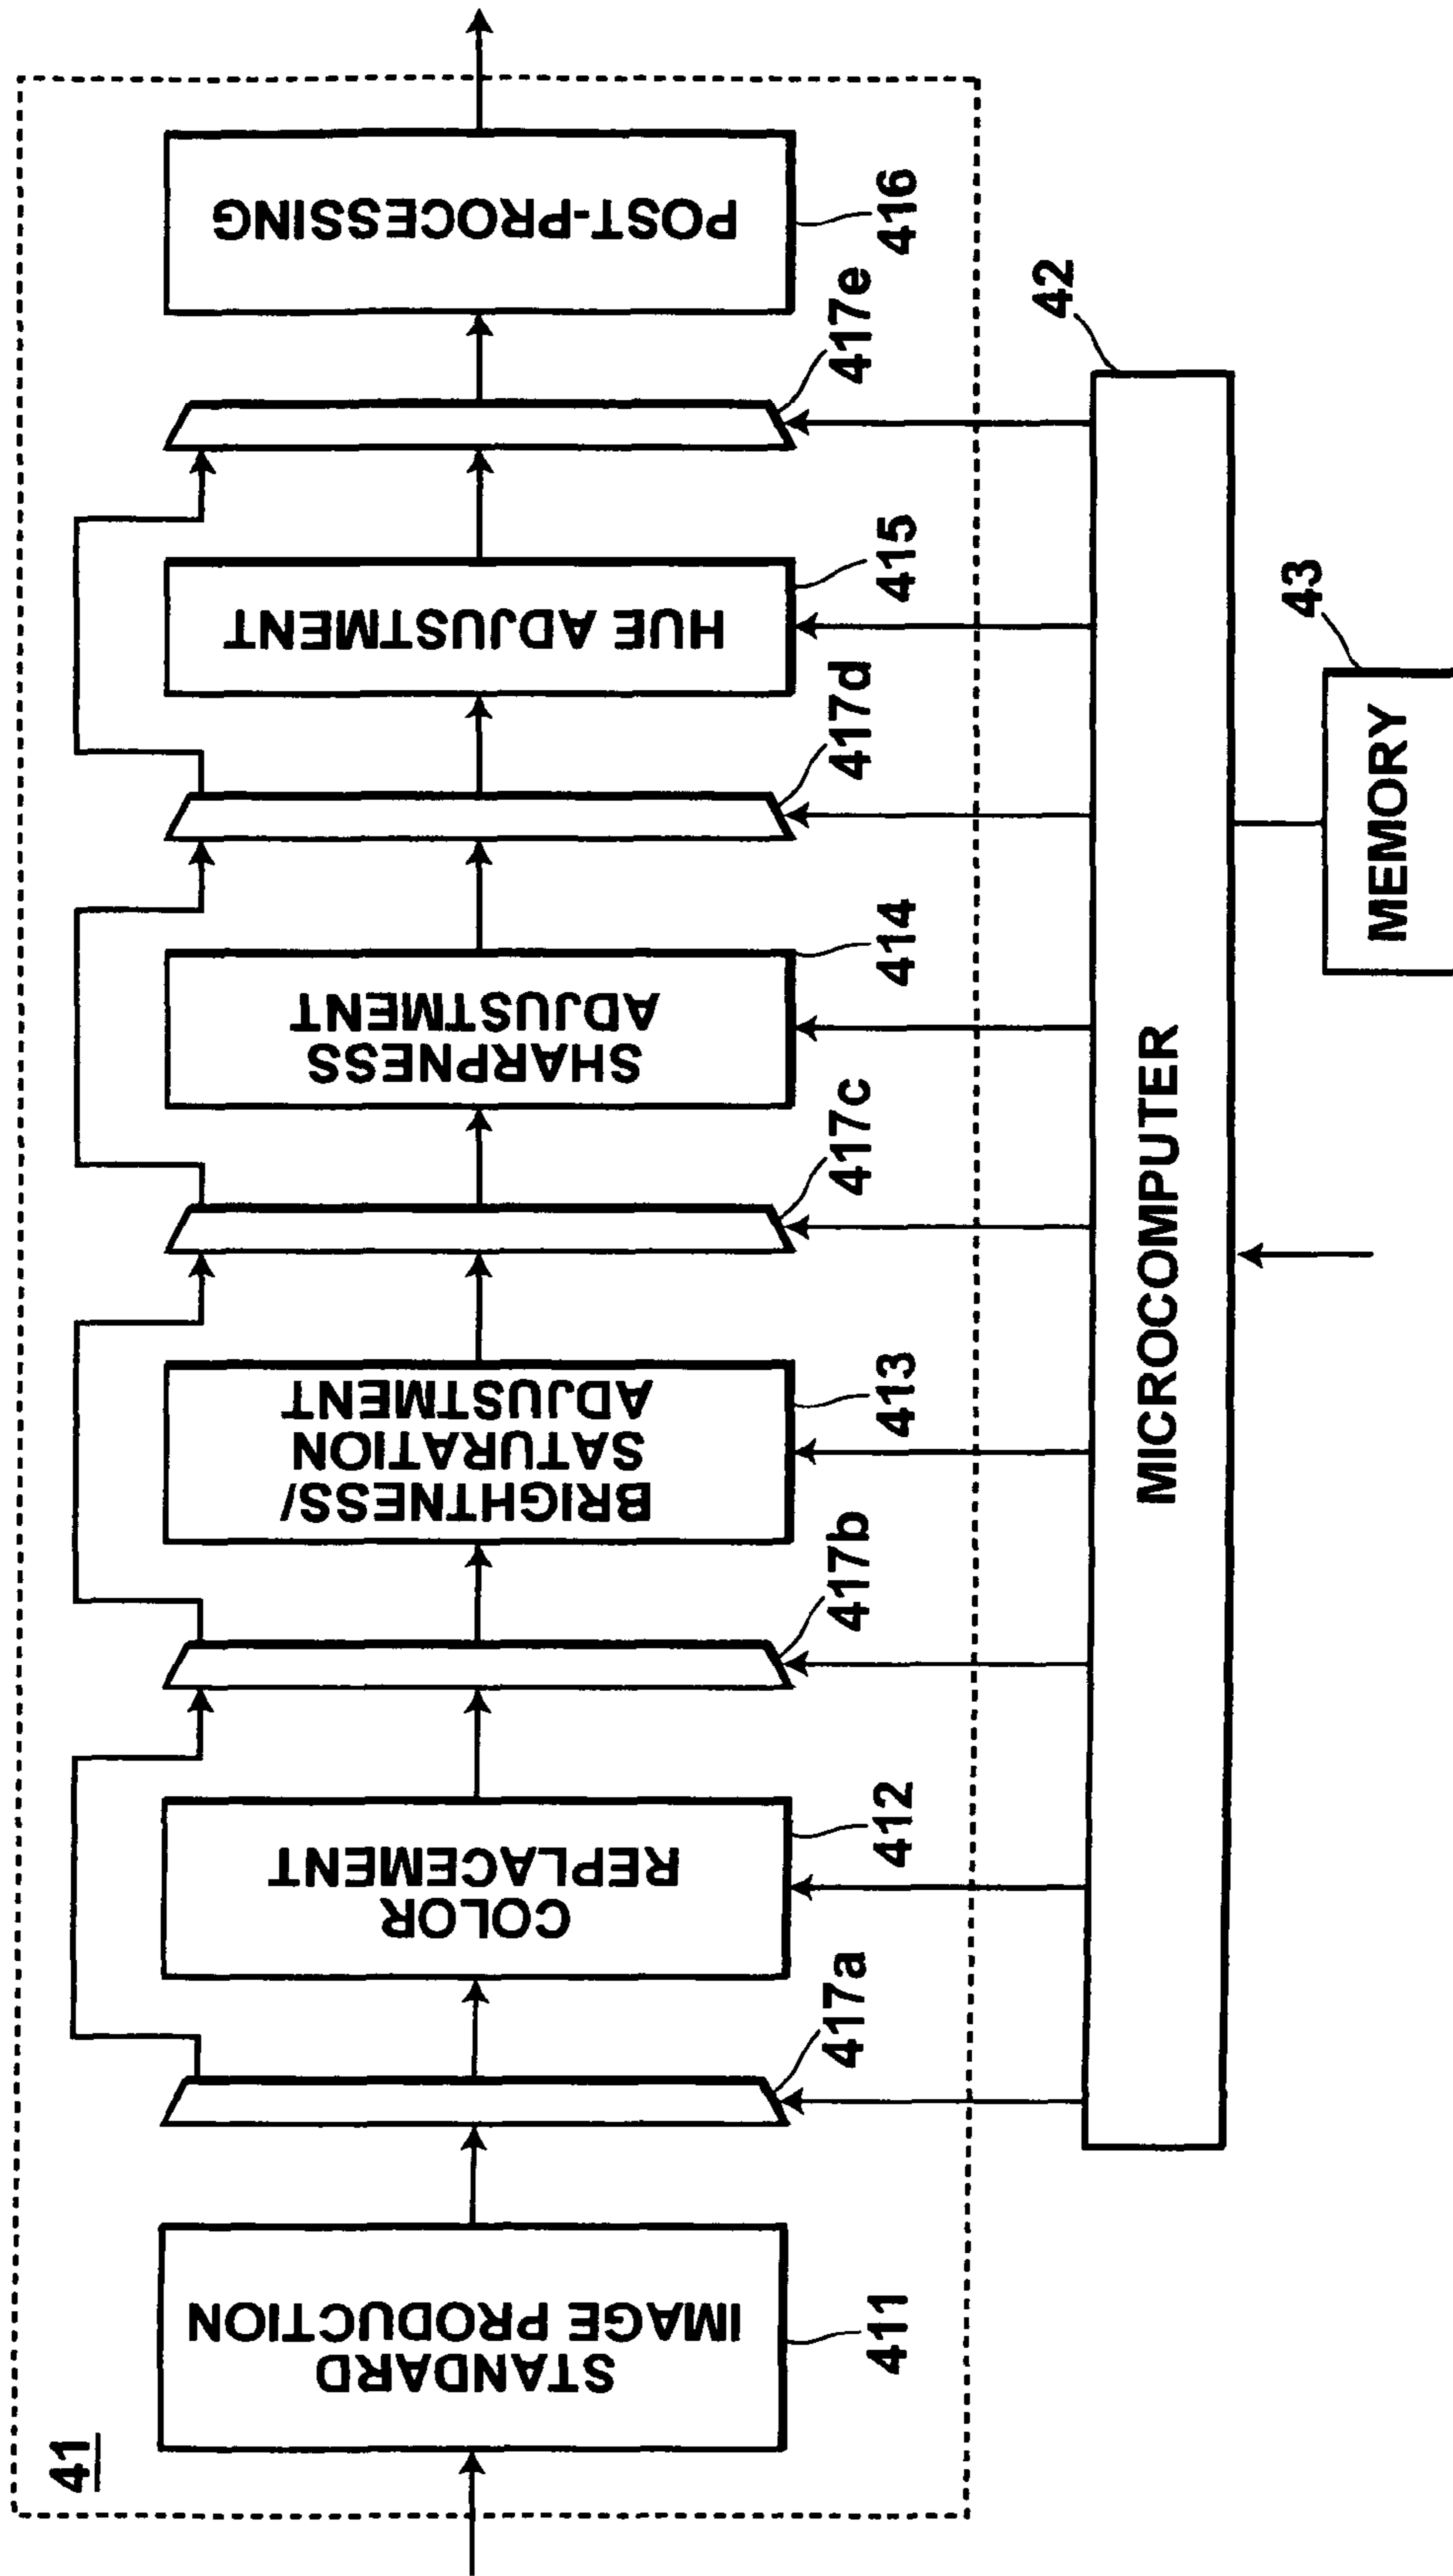 41
STANDARD
IMAGE PRODUCTION
411
417a
COLOR
REPLACEMENT
412
417b
BRIGHTNESS/
SATURATION
ADJUSTMENT
413
417c
SHARPNESS
ADJUSTMENT
414
417d
HUE ADJUSTMENT
415
417e
POST-PROCESSING
416
MICROCOMPUTER
42
MEMORY
43